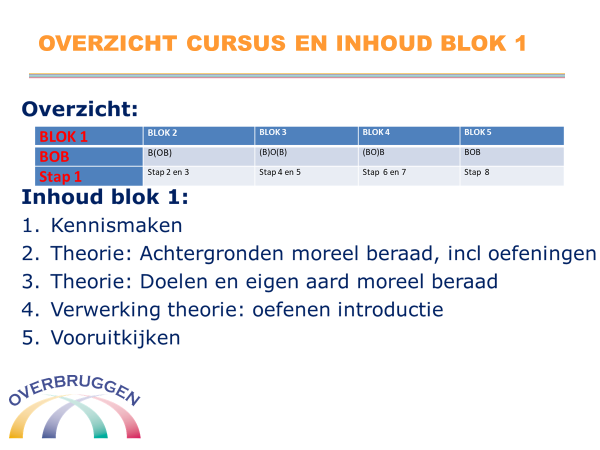 OVERZICHT CURSUS EN INHOUD BLOK 1
Overzicht:
BLOK 1 BLOK 2 BLOK 3 BLOK 4 BLOK 5
BOB B(OB) (B)O(B) (BO)B BOB
Stap 1 Stap 2 en 3 Stap 4 en 5 Stap 6 en 7 Stap 8
Inhoud blok 1:
1. Kennismaken
2. Theorie: Achtergronden moreel beraad, incl oefeningen
3. Theorie: Doelen en eigen aard moreel beraad
4. Verwerking theorie: oefenen introductie
5. Vooruitkijken
OVERBRUGGEN